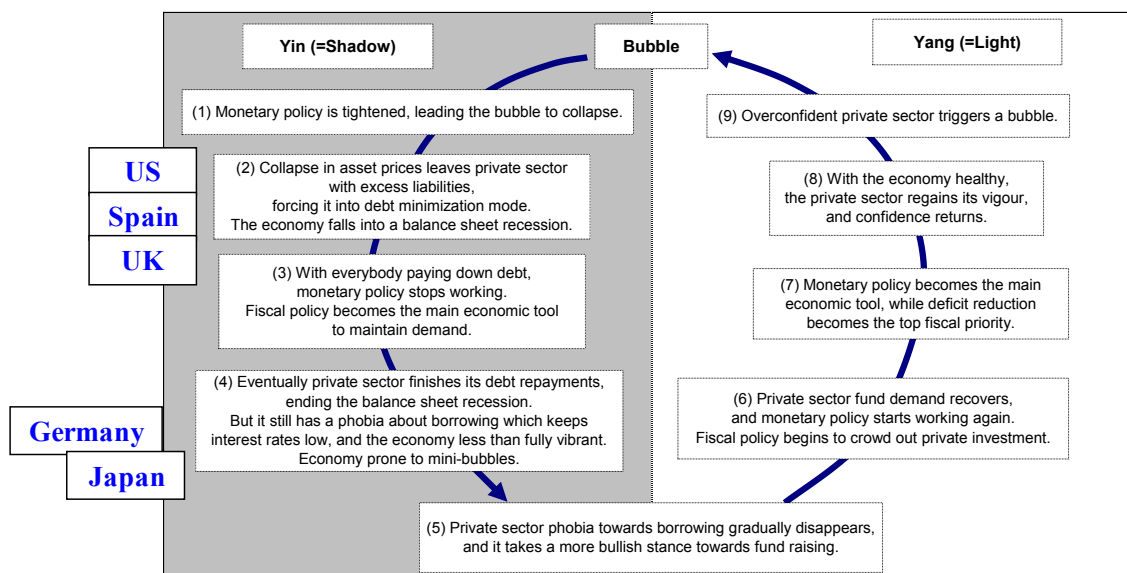 Yin (=Shadow)
Bubble
Yang (=Light)
(1) Monetary policy is tightened, leading the bubble to collapse.
(9) Overconfident private sector triggers a bubble.
US
Spain
UK
(2) Collapse in asset prices leaves private sector
with excess liabilities,
forcing it into debt minimization mode.
The economy falls into a balance sheet recession.
(8) With the economy healthy,
the private sector regains its vigour,
and confidence returns.
(3) With everybody paying down debt,
monetary policy stops working.
Fiscal policy becomes the main economic tool
to maintain demand.
(7) Monetary policy becomes the main
economic tool, while deficit reduction
becomes the top fiscal priority.
Germany
Japan
(4) Eventually private sector finishes its debt repayments,
ending the balance sheet recession.
But it still has a phobia about borrowing which keeps
interest rates low, and the economy less than fully vibrant.
Economy prone to mini-bubbles.
(6) Private sector fund demand recovers,
and monetary policy starts working again.
Fiscal policy begins to crowd out private investment.
(5) Private sector phobia towards borrowing gradually disappears,
and it takes a more bullish stance towards fund raising.